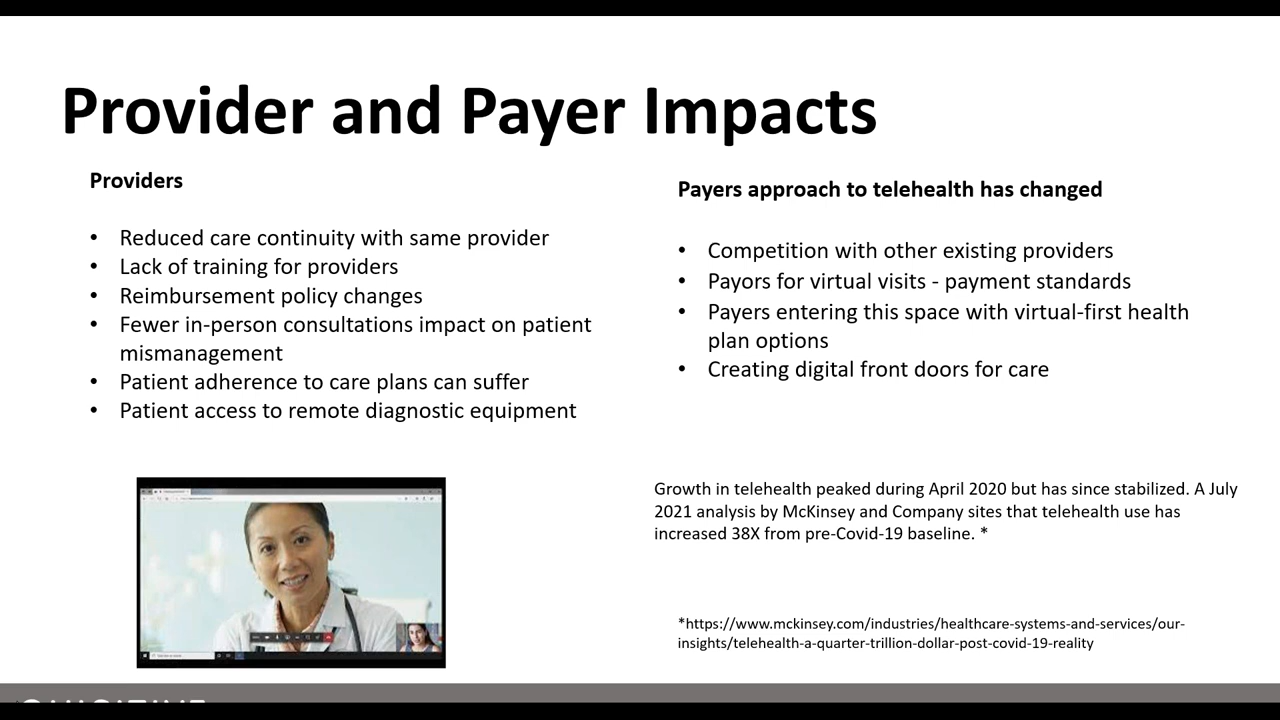 Provider and Payer Impacts
Providers
• Reduced care continuity with same provider
• Lack of training for providers
• Reimbursement policy changes
• Fewer in-person consultations impact on patient
mismanagement
• Patient adherence to care plans can suffer
• Patient access to remote diagnostic equipment
Payers approach to telehealth has changed
• Competition with other existing providers
• Payors for virtual visits - payment standards
• Payers entering this space with virtual-first health
plan options
• Creating digital front doors for care
Growth in telehealth peaked during April 2020 but has since stabilized. A July
2021 analysis by McKinsey and Company sites that telehealth use has
increased 38X from pre-Covid-19 baseline. *
*https://www.mckinsey.com/industries/healthcare-systems-and-services/our-
insights/telehealth-a-quarter-trillion-dollar-post-covid-19-reality